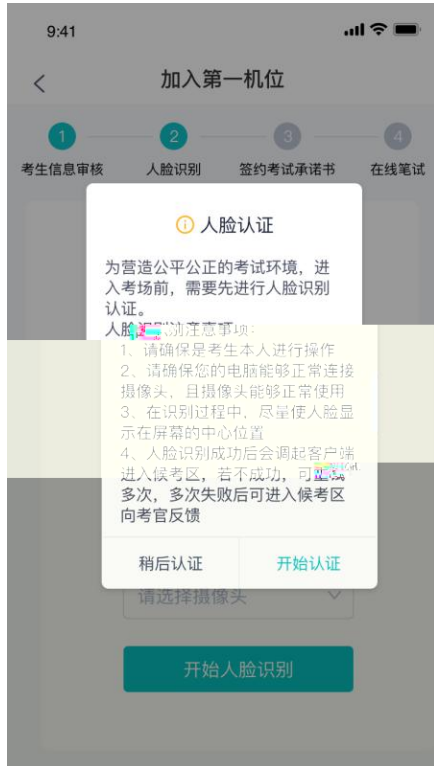 9:41
加入第一机位
1 2 3 4
考生信息审核 人脸识别 签约考试承诺书 在线笔试
人脸认证
为营造公平公正的考试环境，进
入考场前，需要先进行人脸识别
认证。
人脸识别注意事项：
1、请确保是考生本人进行操作
2、请确保您的电脑能够正常连接
摄像头，且摄像头能够正常使用
3、在识别过程中，尽量使人脸显
示在屏幕的中心位置
4、人脸识别成功后会调起客户端
进入候考区，若不成功，可
多次，多次失败后可进入候考区
向考官反馈
稍后认证 开始认证
请选择摄像头
开始人脸识别